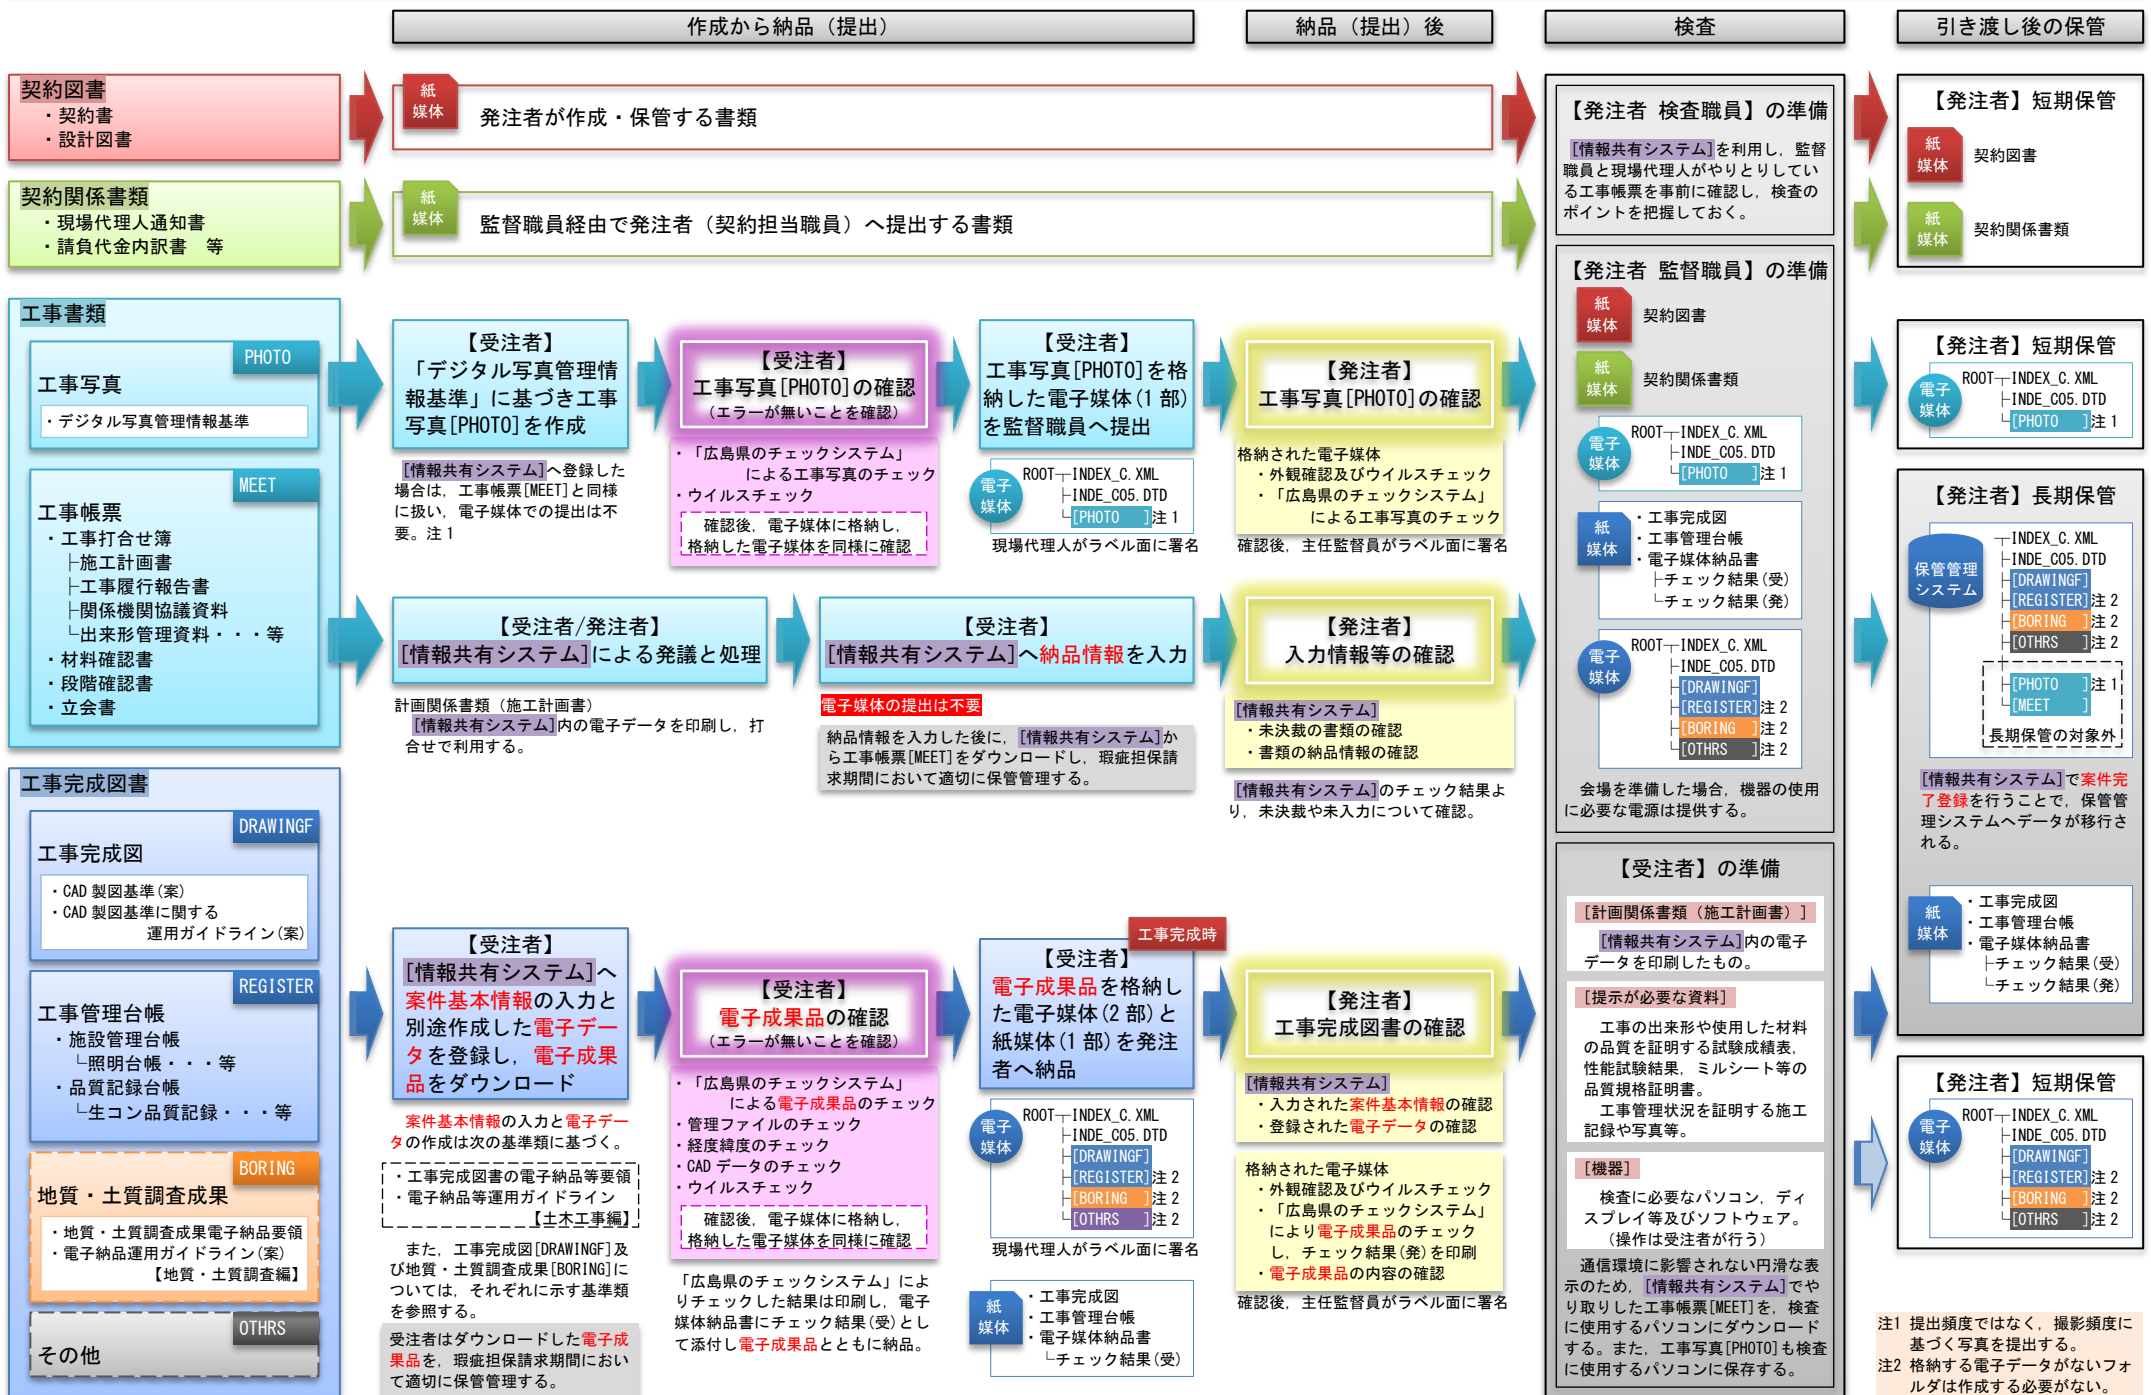 作成から納品（提出）
納品（提出）後
検査
引き渡し後の保管
契約図書
・契約書
・設計図書
紙
媒体
発注者が作成・保管する書類
契約関係書類
・現場代理人通知書
・請負代金内訳書　等
紙
媒体
監督職員経由で発注者（契約担当職員）へ提出する書類
工事書類
PHOTO
工事写真
・デジタル写真管理情報基準
MEET
工事帳票
・工事打合せ簿
├施工計画書
├工事履行報告書
├関係機関協議資料
└出来形管理資料・・・等
・材料確認書
・段階確認書
・立会書
【受注者】
「デジタル写真管理情
報基準」に基づき工事
写真[PHOTO]を作成
[情報共有システム]へ登録した
場合は，工事帳票[MEET]と同様
に扱い，電子媒体での提出は不
要。注1
【受注者】
工事写真[PHOTO]の確認
（エラーが無いことを確認）
・「広島県のチェックシステム」
による工事写真のチェック
・ウイルスチェック
確認後，電子媒体に格納し，
格納した電子媒体を同様に確認
【受注者】
工事写真[PHOTO]を格
納した電子媒体(1部)
を監督職員へ提出
電子
媒体
ROOT┬INDEX_C.XML
├INDE_C05.DTD
└[PHOTO　]注1
現場代理人がラベル面に署名
【発注者】
工事写真[PHOTO]の確認
格納された電子媒体
・外観確認及びウイルスチェック
・「広島県のチェックシステム」
による工事写真のチェック
確認後，主任監督員がラベル面に署名
【受注者/発注者】
[情報共有システム]による発議と処理
計画関係書類（施工計画書）
[情報共有システム]内の電子データを印刷し，打
合せで利用する。
【受注者】
[情報共有システム]へ納品情報を入力
電子媒体の提出は不要
納品情報を入力した後に，[情報共有システム]か
ら工事帳票[MEET]をダウンロードし，瑕疵担保請
求期間において適切に保管管理する。
【発注者】
入力情報等の確認
[情報共有システム]
・未決裁の書類の確認
・書類の納品情報の確認
[情報共有システム]のチェック結果よ
り，未決裁や未入力について確認。
工事完成図書
DRAWINGF
工事完成図
・CAD製図基準(案)
・CAD製図基準に関する
運用ガイドライン(案)
REGISTER
工事管理台帳
・施設管理台帳
└照明台帳・・・等
・品質記録台帳
└生コン品質記録・・・等
BORING
地質・土質調査成果
・地質・土質調査成果電子納品要領
・電子納品運用ガイドライン(案)
【地質・土質調査編】
OTHRS
その他
【受注者】
[情報共有システム]へ
案件基本情報の入力と
別途作成した電子デー
タを登録し，電子成果
品をダウンロード
案件基本情報の入力と電子デー
タの作成は次の基準類に基づく。
・工事完成図書の電子納品等要領
・電子納品等運用ガイドライン
【土木工事編】
また，工事完成図[DRAWINGF]及
び地質・土質調査成果[BORING]に
ついては，それぞれに示す基準類
を参照する。
受注者はダウンロードした電子成
果品を，瑕疵担保請求期間におい
て適切に保管管理する。
【受注者】
電子成果品の確認
（エラーが無いことを確認）
・「広島県のチェックシステム」
による電子成果品のチェック
・管理ファイルのチェック
・経度緯度のチェック
・CADデータのチェック
・ウイルスチェック
確認後，電子媒体に格納し，
格納した電子媒体を同様に確認
「広島県のチェックシステム」によ
りチェックした結果は印刷し，電子
媒体納品書にチェック結果(受)とし
て添付し電子成果品とともに納品。
工事完成時
【受注者】
電子成果品を格納し
た電子媒体(2部)と
紙媒体(1部)を発注
者へ納品
電子
媒体
ROOT┬INDEX_C.XML
├INDE_C05.DTD
├[DRAWINGF]
├[REGISTER]注2
├[BORING　]注2
└[OTHRS　]注2
現場代理人がラベル面に署名
紙
媒体
・工事完成図
・工事管理台帳
・電子媒体納品書
└チェック結果(受)
【発注者】
工事完成図書の確認
[情報共有システム]
・入力された案件基本情報の確認
・登録された電子データの確認
格納された電子媒体
・外観確認及びウイルスチェック
・「広島県のチェックシステム」
により電子成果品のチェック
し，チェック結果(発)を印刷
・電子成果品の内容の確認
確認後，主任監督員がラベル面に署名
【発注者 検査職員】の準備
[情報共有システム]を利用し，監督
職員と現場代理人がやりとりしてい
る工事帳票を事前に確認し，検査の
ポイントを把握しておく。
【発注者 監督職員】の準備
紙
媒体
契約図書
紙
媒体
契約関係書類
電子
媒体
ROOT┬INDEX_C.XML
├INDE_C05.DTD
└[PHOTO　]注1
紙
媒体
・工事完成図
・工事管理台帳
・電子媒体納品書
├チェック結果(受)
└チェック結果(発)
電子
媒体
ROOT┬INDEX_C.XML
├INDE_C05.DTD
├[DRAWINGF]
├[REGISTER]注2
├[BORING　]注2
└[OTHRS　]注2
会場を準備した場合，機器の使用
に必要な電源は提供する。
【受注者】の準備
[計画関係書類（施工計画書）]
[情報共有システム]内の電子
データを印刷したもの。
[提示が必要な資料]
工事の出来形や使用した材料
の品質を証明する試験成績表，
性能試験結果，ミルシート等の
品質規格証明書。
工事管理状況を証明する施工
記録や写真等。
[機器]
検査に必要なパソコン，ディ
スプレイ等及びソフトウェア。
（操作は受注者が行う）
通信環境に影響されない円滑な表
示のため，[情報共有システム]でや
り取りした工事帳票[MEET]を，検査
に使用するパソコンにダウンロード
する。また，工事写真[PHOTO]も検査
に使用するパソコンに保存する。
【発注者】短期保管
紙
媒体
契約図書
紙
媒体
契約関係書類
【発注者】短期保管
電子
媒体
ROOT┬INDEX_C.XML
├INDE_C05.DTD
└[PHOTO　]注1
【発注者】長期保管
保管管理
システム
┬INDEX_C.XML
├INDE_C05.DTD
├[DRAWINGF]
├[REGISTER]注2
├[BORING　]注2
├[OTHRS　]注2
├[PHOTO　]注1
└[MEET　]
長期保管の対象外
[情報共有システム]で案件完
了登録を行うことで，保管管
理システムへデータが移行さ
れる。
紙
媒体
・工事完成図
・工事管理台帳
・電子媒体納品書
├チェック結果(受)
└チェック結果(発)
【発注者】短期保管
電子
媒体
ROOT┬INDEX_C.XML
├INDE_C05.DTD
├[DRAWINGF]
├[REGISTER]注2
├[BORING　]注2
└[OTHRS　]注2
注1 提出頻度ではなく，撮影頻度に
基づく写真を提出する。
注2 格納する電子データがないフォ
ルダは作成する必要がない。